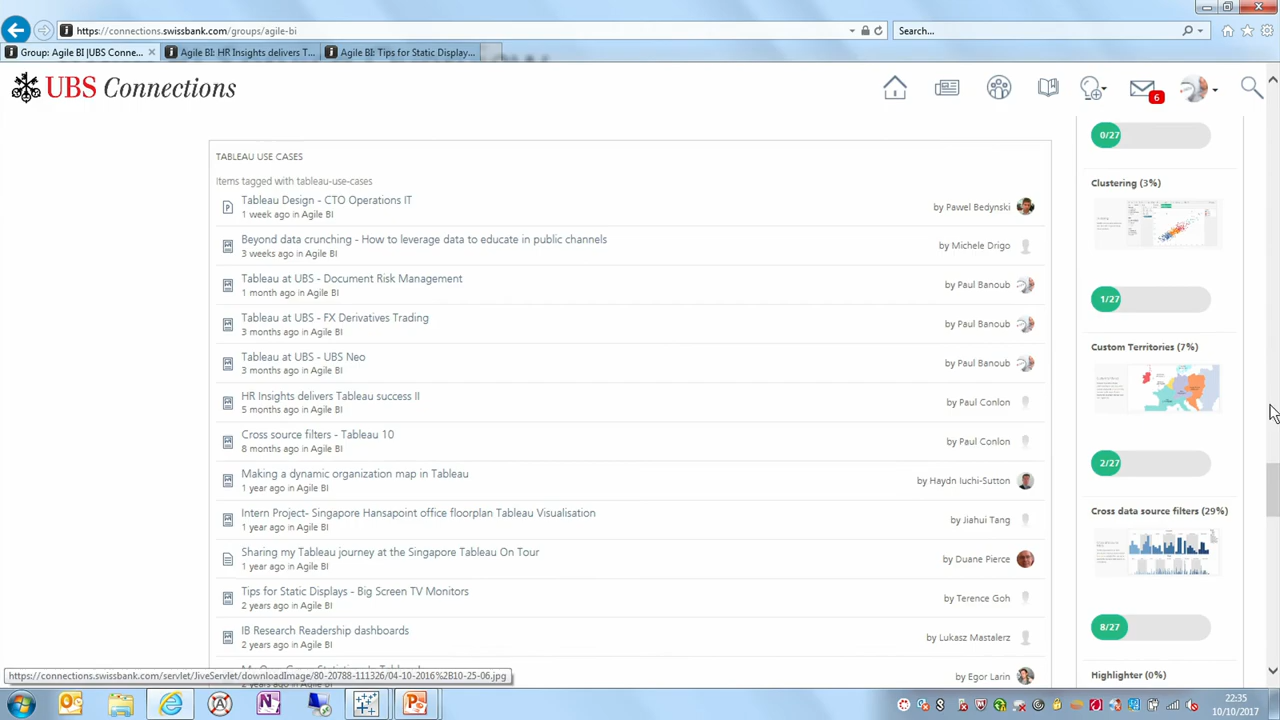 https://connections.swissbank.com/groups/agile-bi
Search...
Group: Agile BI |UBS Conne...
Agile BI: HR Insights delivers T...
Agile BI: Tips for Static Display...
UBS Connections
6
0/27
TABLEAU USE CASES
Items tagged with tableau-use-cases
Tableau Design - CTO Operations IT
1 week ago in Agile BI
by Pawel Bedynski
Beyond data crunching - How to leverage data to educate in public channels
3 weeks ago in Agile BI
by Michele Drigo
Tableau at UBS - Document Risk Management
1 month ago in Agile BI
by Paul Banoub
Tableau at UBS - FX Derivatives Trading
3 months ago in Agile BI
by Paul Banoub
Tableau at UBS - UBS Neo
3 months ago in Agile BI
by Paul Banoub
HR Insights delivers Tableau success !!
5 months ago in Agile BI
by Paul Conlon
Cross source filters - Tableau 10
8 months ago in Agile BI
by Paul Conlon
Making a dynamic organization map in Tableau
1 year ago in Agile BI
by Haydn Iuchi-Sutton
Intern Project- Singapore Hansapoint office floorplan Tableau Visualisation
1 year ago in Agile BI
by Jiahui Tang
Sharing my Tableau journey at the Singapore Tableau On Tour
1 year ago in Agile BI
by Duane Pierce
Tips for Static Displays - Big Screen TV Monitors
2 years ago in Agile BI
by Terence Goh
IB Research Readership dashboards
2 years ago in Agile BI
by Lukasz Mastalerz
2 years ago in Agile BI
by Egor Larin
Clustering (3%)
1/27
Custom Territories (7%)
2/27
Cross data source filters (29%)
8/27
Highlighter (0%)
https://connections.swissbank.com/servlet/JiveServlet/downloadImage/80-20788-111326/04-10-2016%2B10-25-06.jpg
22:35
10/10/2017